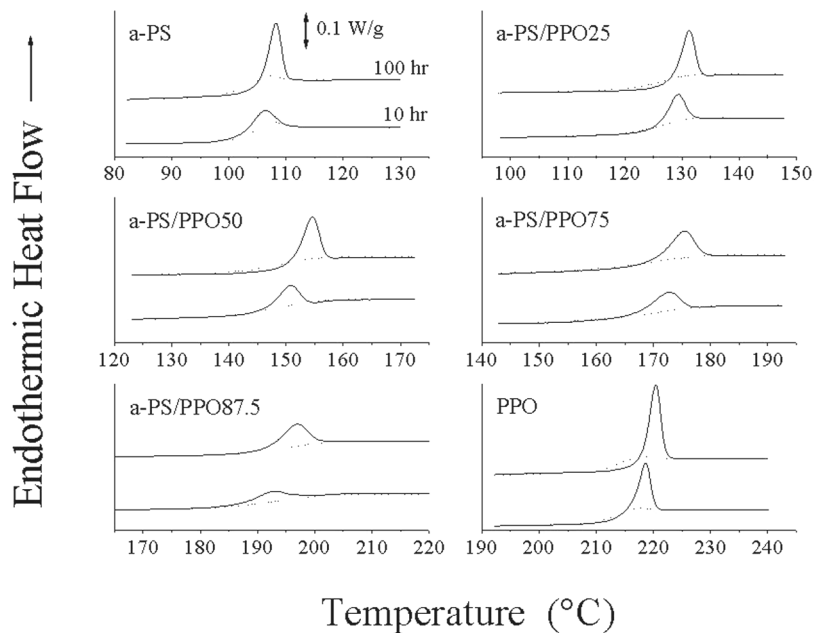 Endothermic Heat Flow
a-PS
0.1 W/g
100 hr
10 hr
80 90 100 110 120 130
a-PS/PPO25
100 110 120 130 140 150
a-PS/PPO50
120 130 140 150 160 170
a-PS/PPO75
140 150 160 170 180 190
a-PS/PPO87.5
170 180 190 200 210 220
PPO
190 200 210 220 230 240
Temperature (°C)